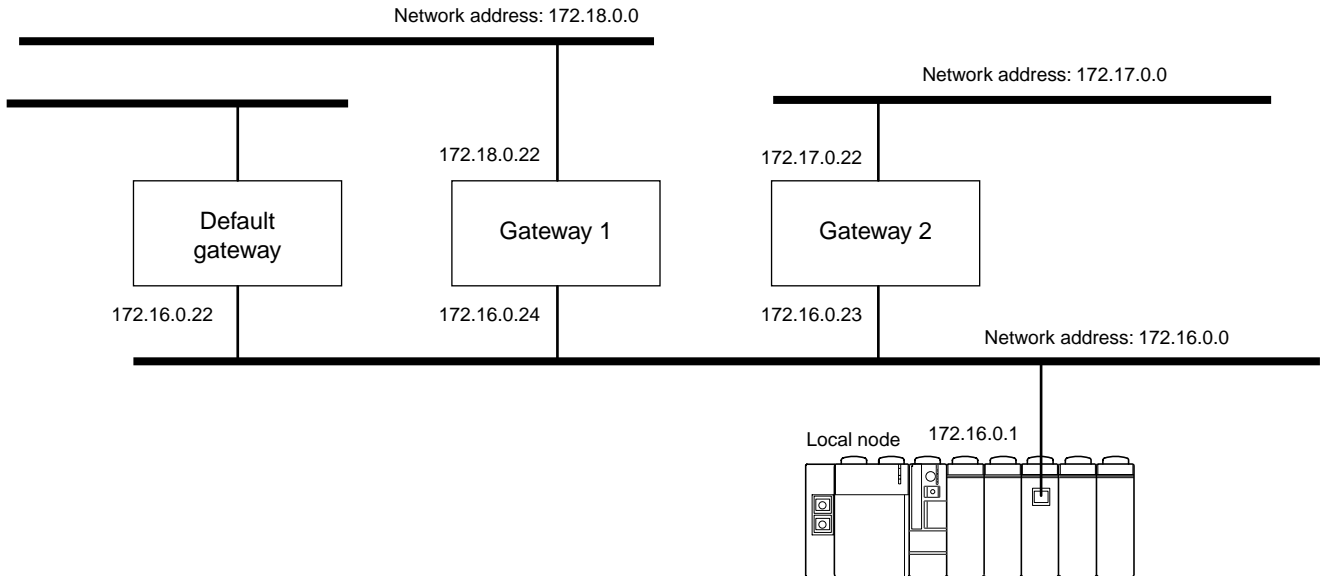 Network address: 172.18.0.0
Network address: 172.17.0.0
172.18.0.22
172.17.0.22
Default
gateway
Gateway 1
Gateway 2
172.16.0.22
172.16.0.24
172.16.0.23
Network address: 172.16.0.0
Local node
172.16.0.1